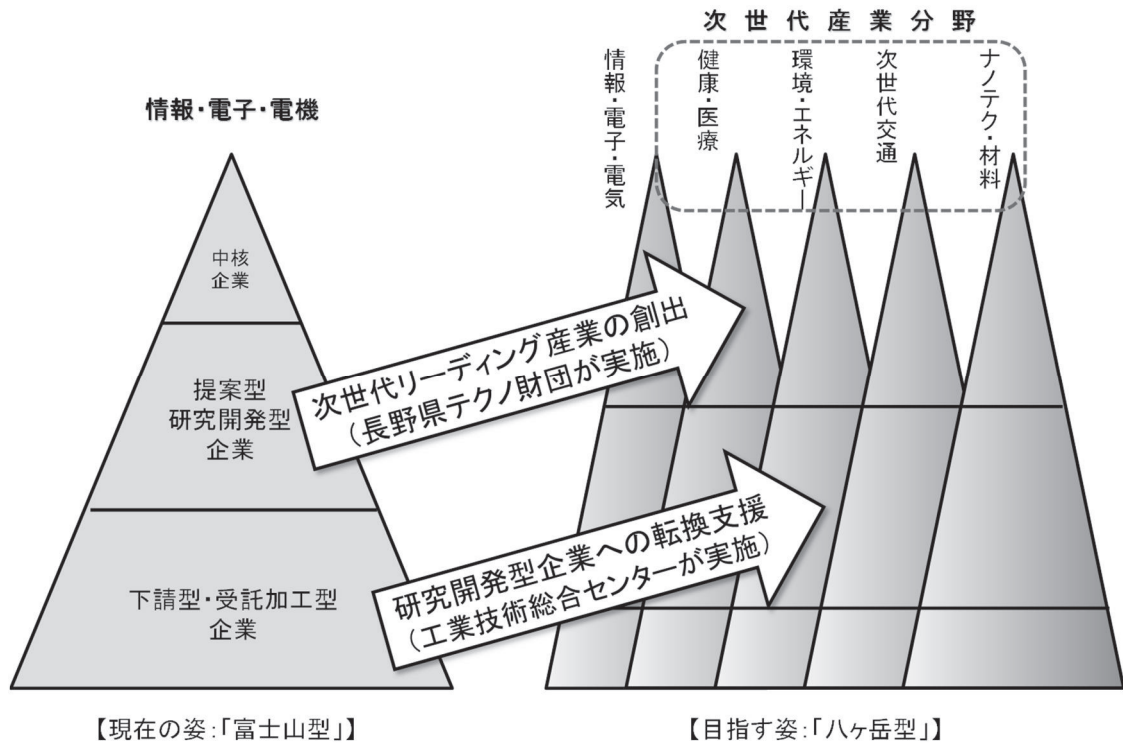 次世代産業分野
情報・電子・電気
健康・医療
環境・エネルギー
次世代交通
ナノテク・材料
情報・電子・電機
中核
企業
提案型
研究開発型
企業
下請型・受託加工型
企業
次世代リーディング産業の創出
(長野県テクノ財団が実施)
研究開発型企業への転換支援
(工業技術総合センターが実施)
【現在の姿:「富士山型」】
【目指す姿:「八ヶ岳型」】